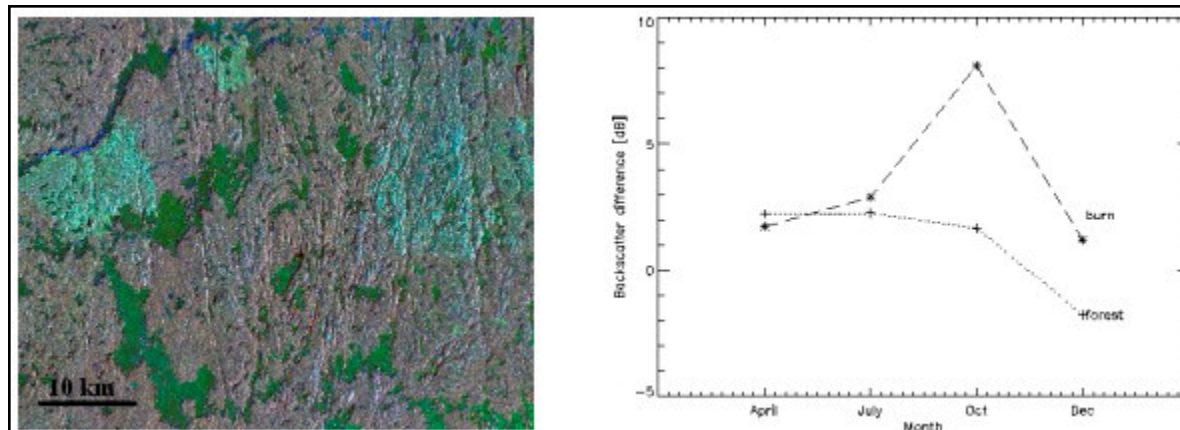 10 km
10
5
0
−5
Backscatter difference [dB]
burn
forest
April July Oct Dec
Month